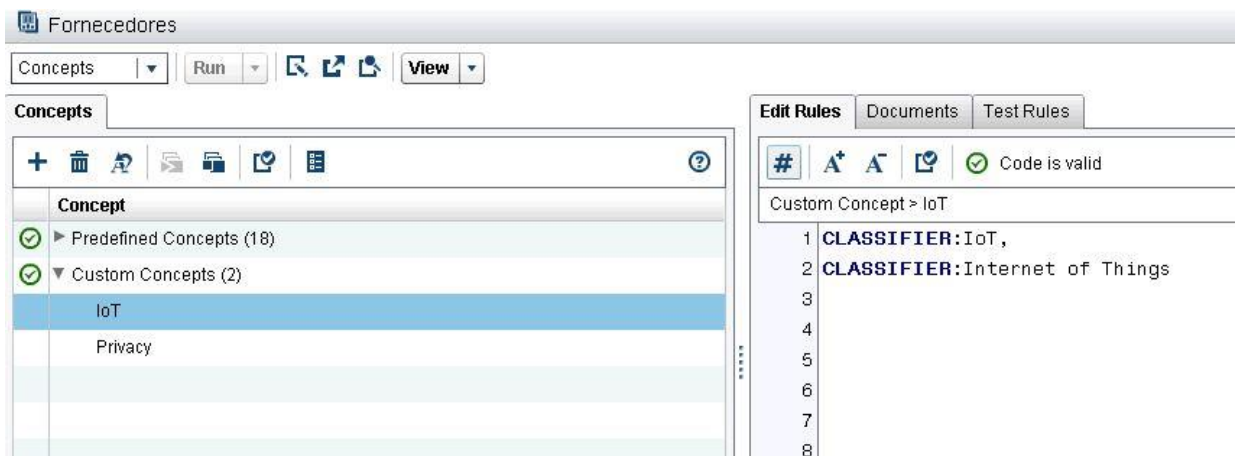 Fornecedores
Concepts Run View
Concepts
Edit Rules Documents Test Rules
# A+ A- Code is valid
Concept
Custom Concept > IoT
Predefined Concepts (18)
1 CLASSIFIER:IoT,
Custom Concepts (2)
2 CLASSIFIER:Internet of Things
IoT
3
Privacy
4
5
6
7
8